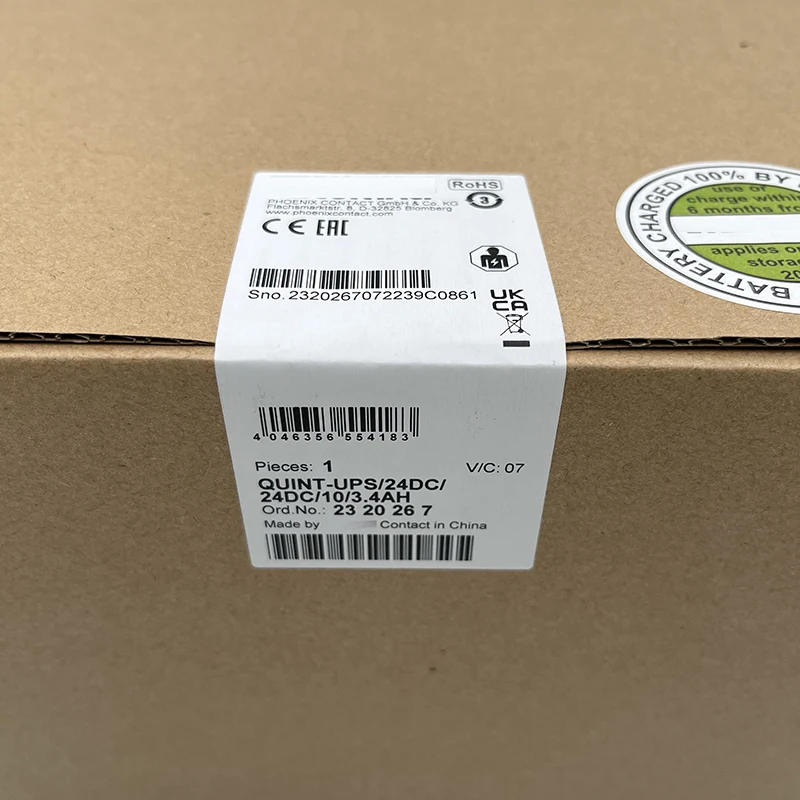 RoHS
PHOENIX CONTACT GmbH & Co. KG
Flachsmarktstr. 8, D-32825 Blomberg
www.phoenixcontact.com
3
CE EAC
Sno. 2320267072239C0861
UK
CA
4 046356 554183
Pieces: 1 V/C: 07
QUINT-UPS/24DC/
24DC/10/3.4AH
Ord.No.: 23 20 26 7
Made by Contact in China
BATTERY CHARGED 100% BY
use or
charge within
6 months
applies
20